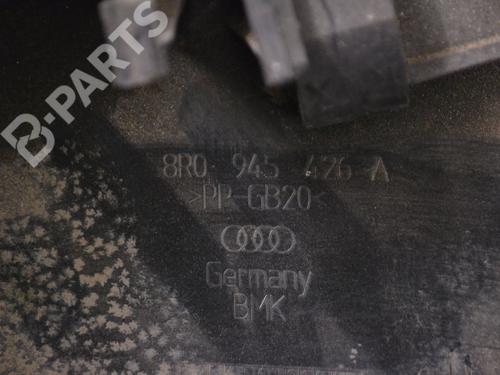 B-PARTS
8R0 945 426 A
>PP-GB20<
Germany
BMK